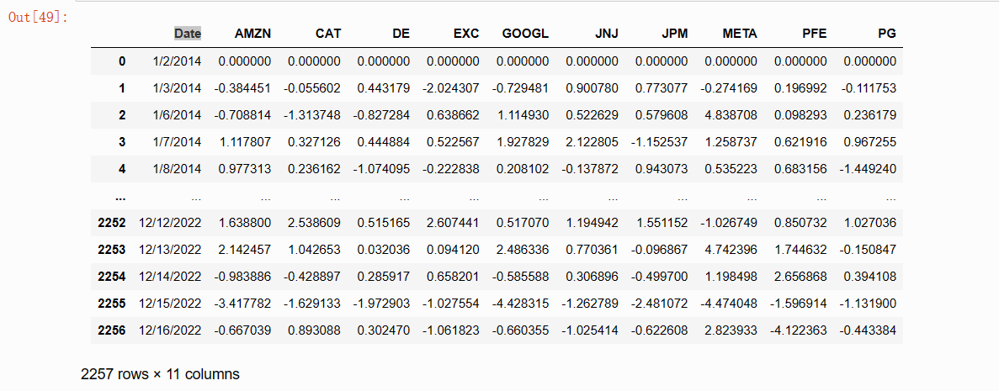 Out[49]:
Date AMZN CAT DE EXC GOOGL JNJ JPM META PFE PG
0 1/2/2014 0.000000 0.000000 0.000000 0.000000 0.000000 0.000000 0.000000 0.000000 0.000000 0.000000
1 1/3/2014 -0.384451 -0.055602 0.443179 -2.024307 -0.729481 0.900780 0.773077 -0.274169 0.196992 -0.111753
2 1/6/2014 -0.708814 -1.313748 -0.827284 0.638662 1.114930 0.522629 0.579608 4.838708 0.098293 0.236179
3 1/7/2014 1.117807 0.327126 0.444884 0.522567 1.927829 2.122805 -1.152537 1.258737 0.621916 0.967255
4 1/8/2014 0.977313 0.236162 -1.074095 -0.222838 0.208102 -0.137872 0.943073 0.535223 0.683156 -1.449240
... ... ... ... ... ... ... ... ... ... ... ...
2252 12/12/2022 1.638800 2.538609 0.515165 2.607441 0.517070 1.194942 1.551152 -1.026749 0.850732 1.027036
2253 12/13/2022 2.142457 1.042653 0.032036 0.094120 2.486336 0.770361 -0.096867 4.742396 1.744632 -0.150847
2254 12/14/2022 -0.983886 -0.428897 0.285917 0.658201 -0.585588 0.306896 -0.499700 1.198498 2.656868 0.394108
2255 12/15/2022 -3.417782 -1.629133 -1.972903 -1.027554 -4.428315 -1.262789 -2.481072 -4.474048 -1.596914 -1.131900
2256 12/16/2022 -0.667039 0.893088 0.302470 -1.061823 -0.660355 -1.025414 -0.622608 2.823933 -4.122363 -0.443384
2257 rows × 11 columns